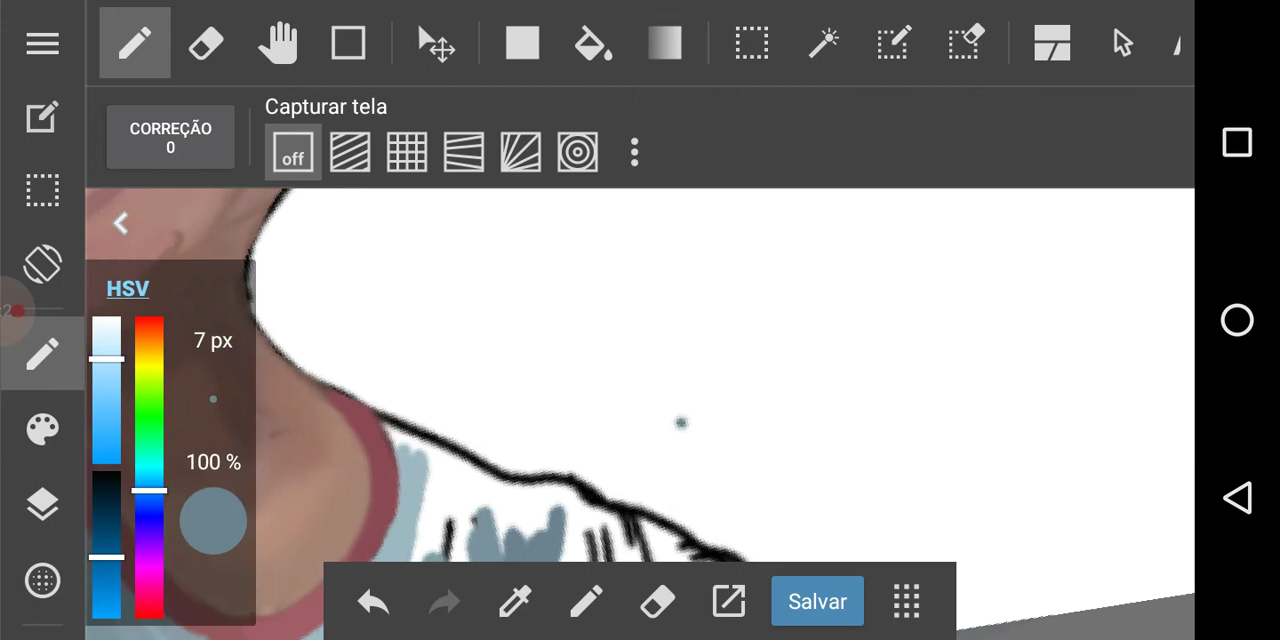 Capturar tela
CORREÇÃO
0
off
HSV
7 px
100 %
Salvar